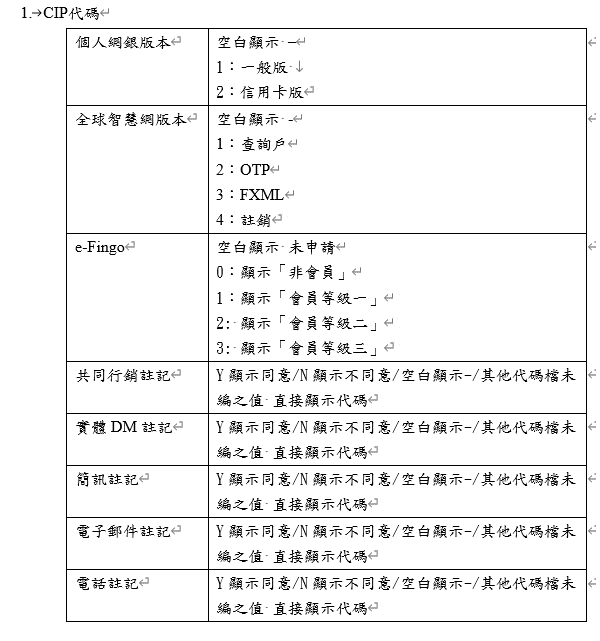 1.→CIP代碼
個人網銀版本
空白顯示 –
1：一般版 ↓
2：信用卡版
全球智慧網版本
空白顯示 -
1：查詢戶
2：OTP
3：FXML
4：註銷
e-Fingo
空白顯示 未申請
0：顯示「非會員」
1：顯示「會員等級一」
2: 顯示「會員等級二」
3: 顯示「會員等級三」
共同行銷註記
Y 顯示同意/N 顯示不同意/空白顯示-/其他代碼檔未
編之值 直接顯示代碼
實體 DM 註記
Y 顯示同意/N 顯示不同意/空白顯示-/其他代碼檔未
編之值 直接顯示代碼
簡訊註記
Y 顯示同意/N 顯示不同意/空白顯示-/其他代碼檔未
編之值 直接顯示代碼
電子郵件註記
Y 顯示同意/N 顯示不同意/空白顯示-/其他代碼檔未
編之值 直接顯示代碼
電話註記
Y 顯示同意/N 顯示不同意/空白顯示-/其他代碼檔未
編之值 直接顯示代碼